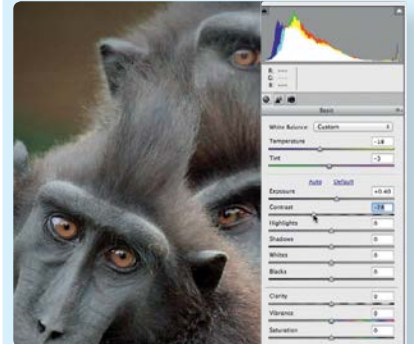 R: ---
G: ---
B: ---
Basic
White Balance: Custom
Temperature -18
Tint -3
Auto Default
Exposure +0.40
Contrast
Highlights 0
Shadows 0
Whites 0
Blacks 0
Clarity 0
Vibrance 0
Saturation 0